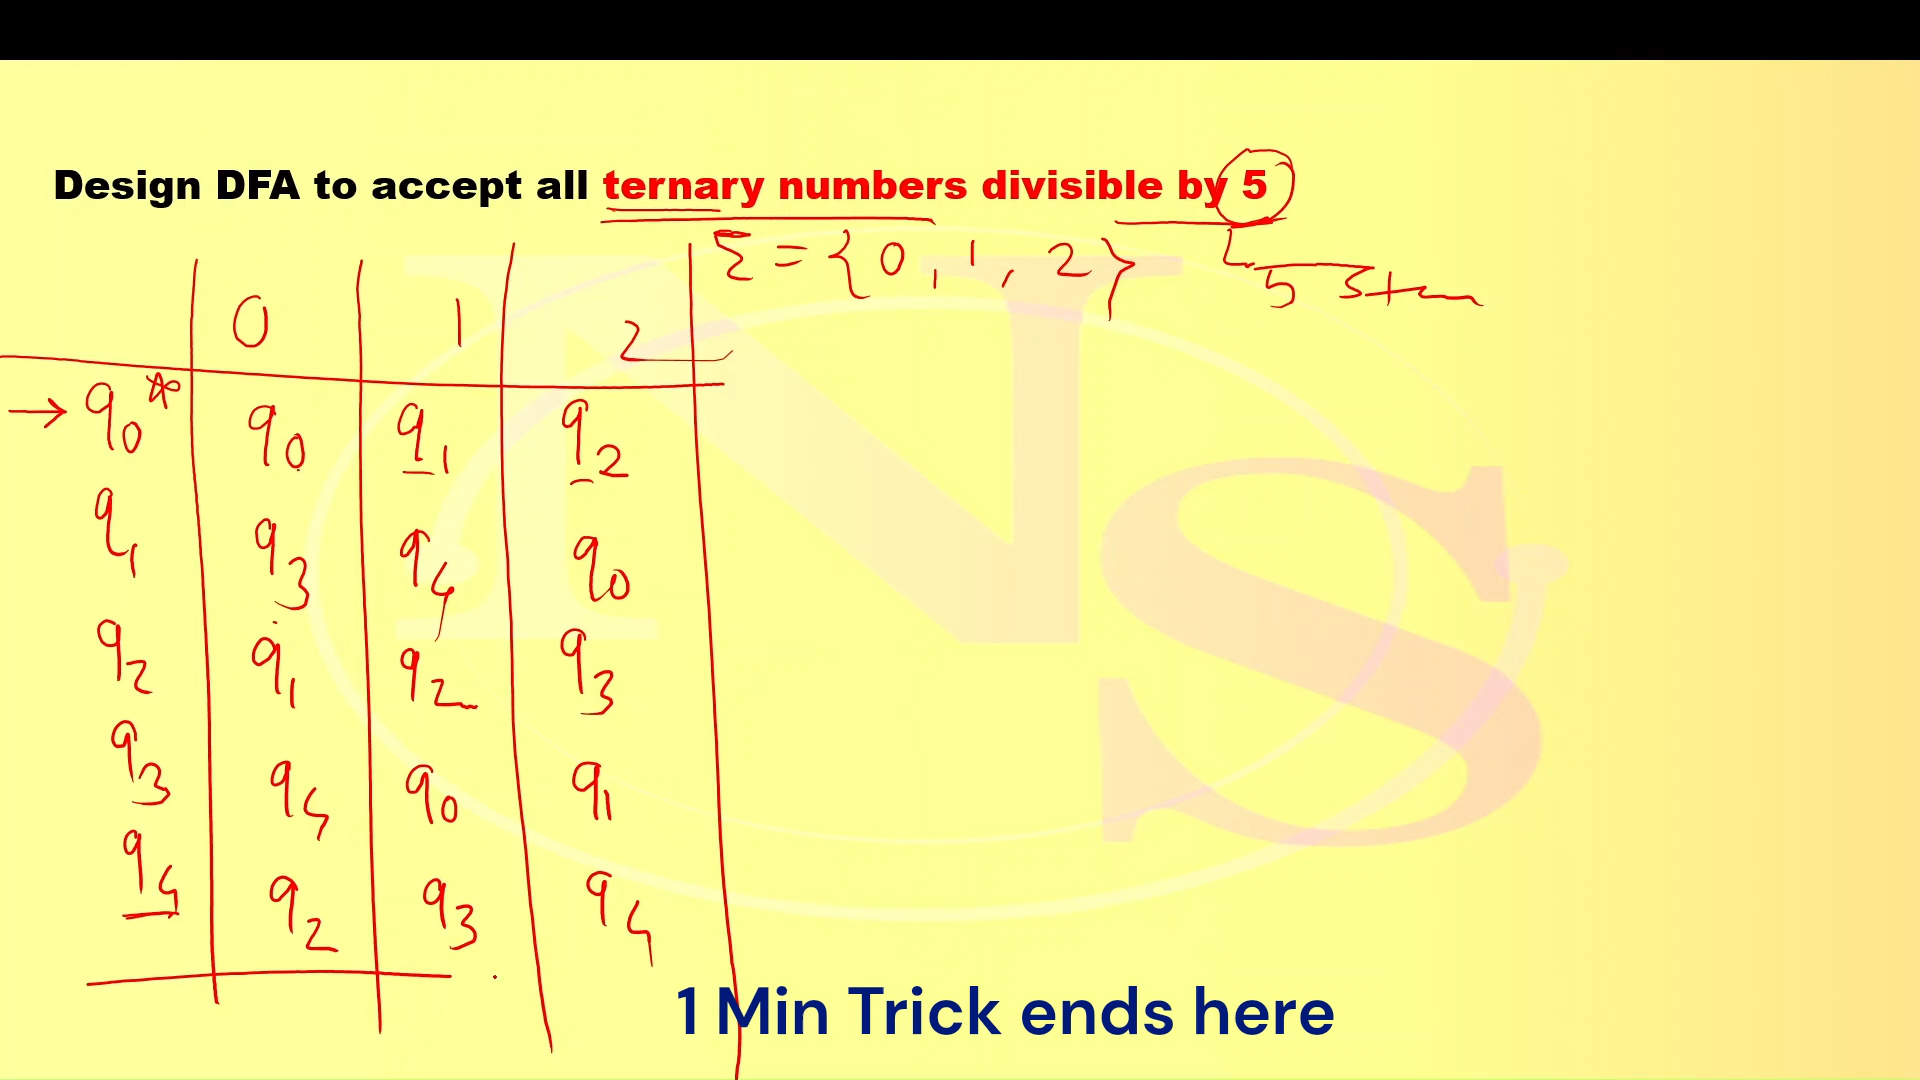 Design DFA to accept all ternary numbers divisible by 5
Σ = {0, 1, 2}
5
0 1 2
→ q0* q0 q1 q2
q1 q3 q4 q0
q2 q1 q2 q3
q3 q4 q0 q1
q4 q2 q3 q4
1 Min Trick ends here
NS